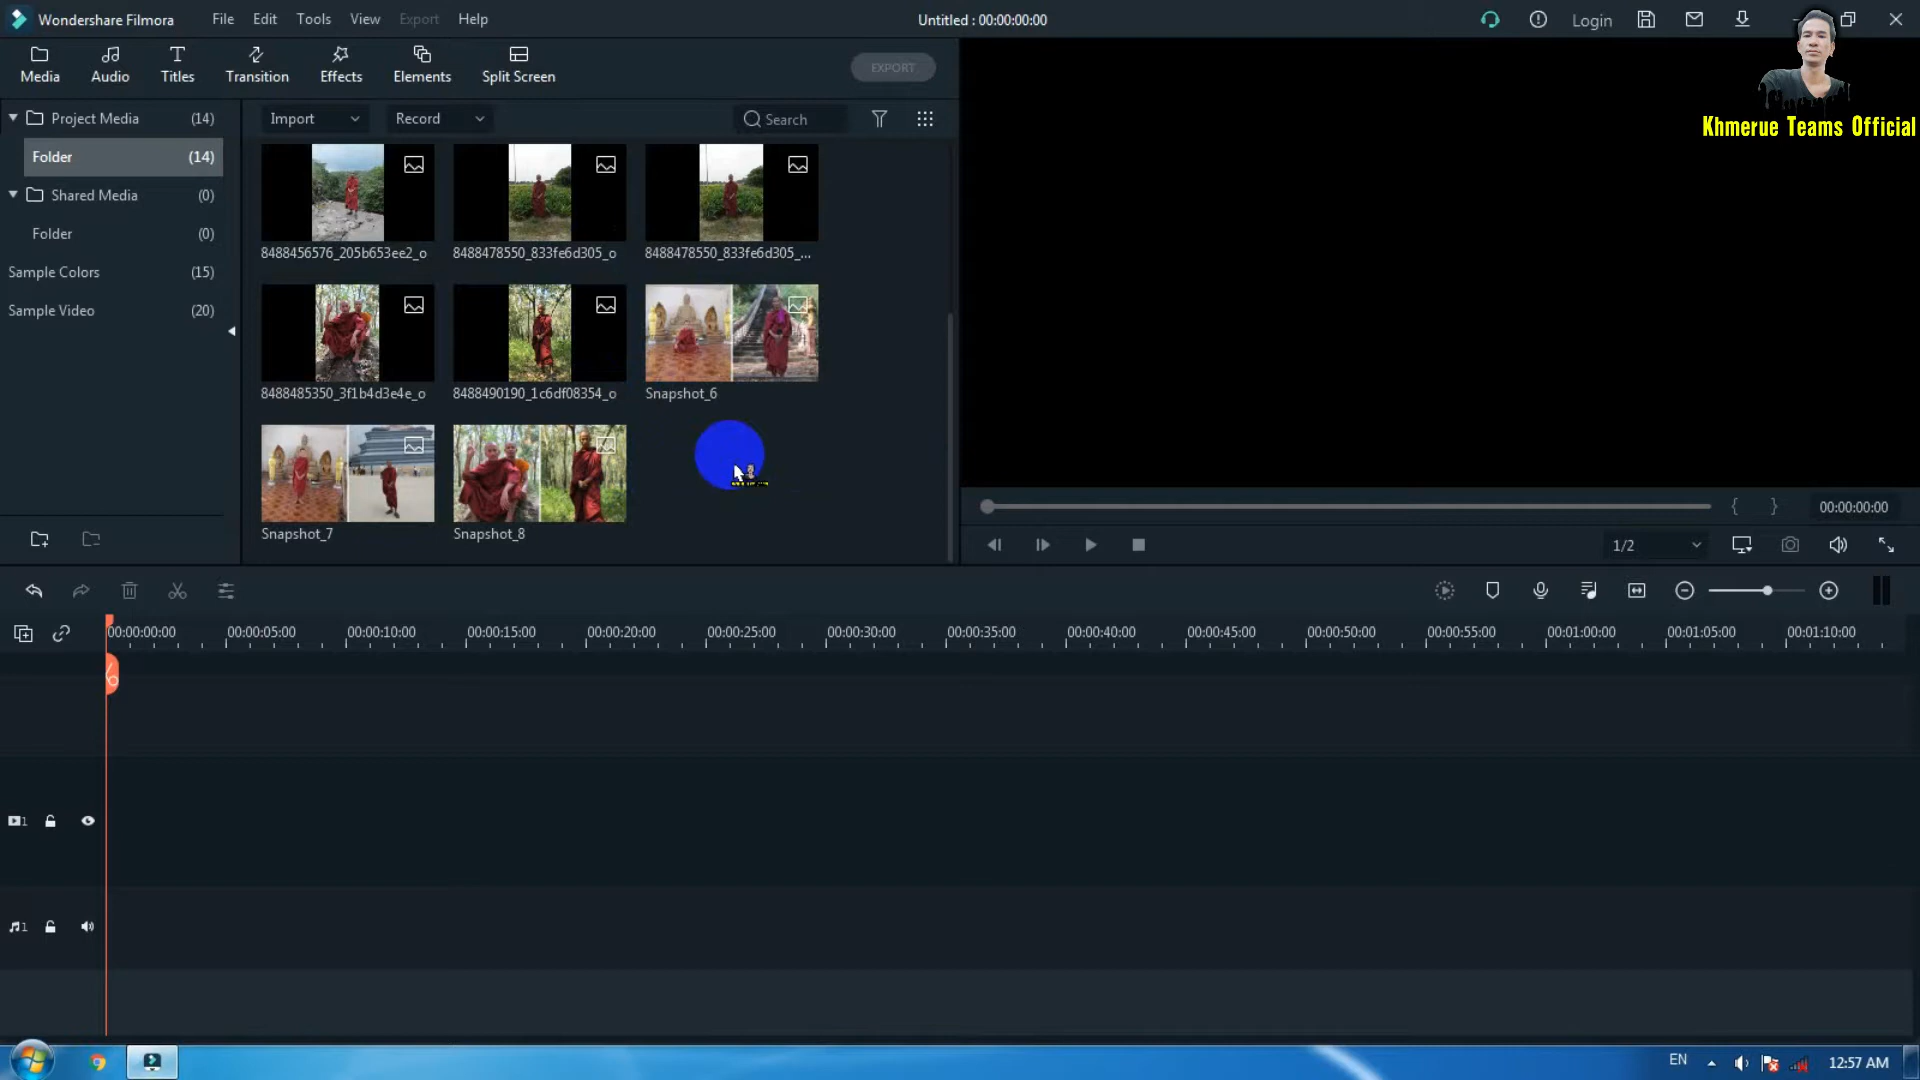 Wondershare Filmora
File Edit Tools View Export Help
Untitled : 00:00:00:00
Login
Media Audio Titles Transition Effects Elements Split Screen
EXPORT
Khmerue Teams Official
Project Media (14)
Folder (14)
Shared Media (0)
Folder (0)
Sample Colors (15)
Sample Video (20)
Import Record Search
8488456576_205b653ee2_o 8488478550_833fe6d305_o 8488478550_833fe6d305_...
8488485350_3f1b4d3e4e_o 8488490190_1c6df08354_o Snapshot_6
Snapshot_7 Snapshot_8
{ } 00:00:00:00
1/2
00:00:00:00 00:00:05:00 00:00:10:00 00:00:15:00 00:00:20:00 00:00:25:00 00:00:30:00 00:00:35:00 00:00:40:00 00:00:45:00 00:00:50:00 00:00:55:00 00:01:00:00 00:01:05:00 00:01:10:00
1
1
EN 12:57 AM